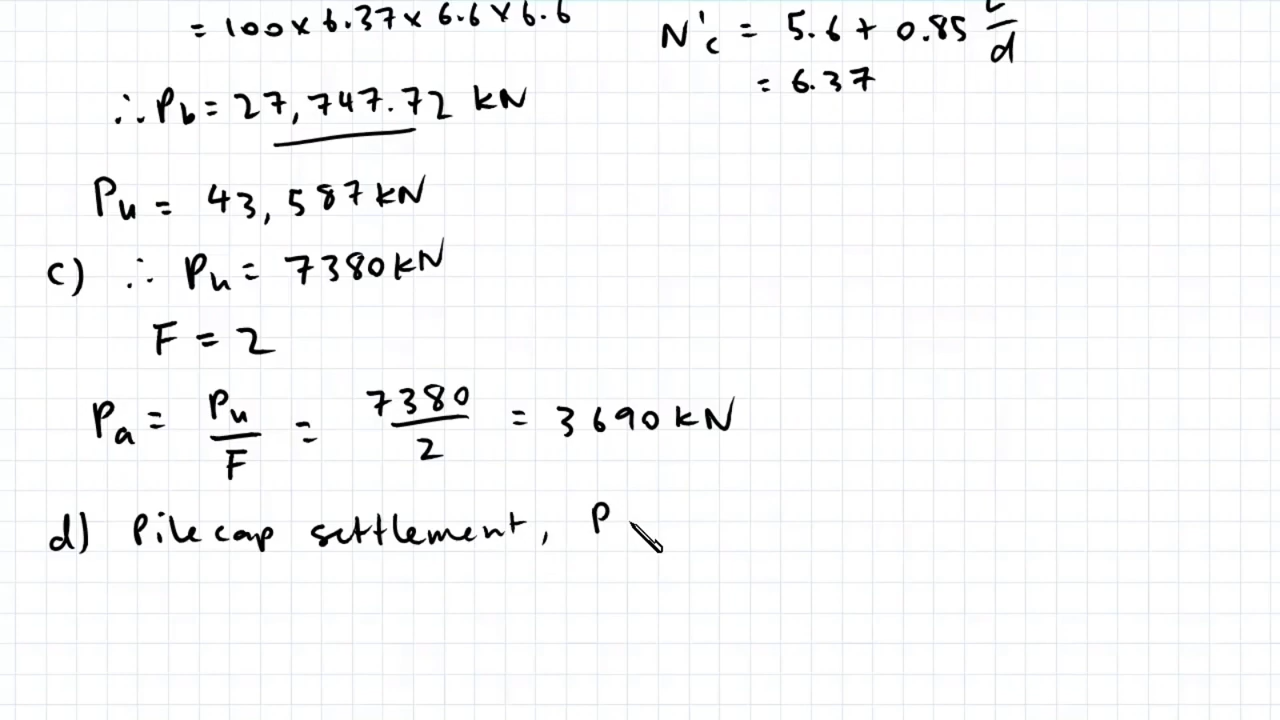 = 100 x 6.37 x 6.6 x 6.6
N'c = 5.6 + 0.85 L/d
= 6.37
∴ Pb = 27,747.72 kN
Pu = 43,587 kN
c) ∴ Pu = 7380 kN
F = 2
Pa = Pu/F = 7380/2 = 3690 kN
d) Pile cap settlement, P